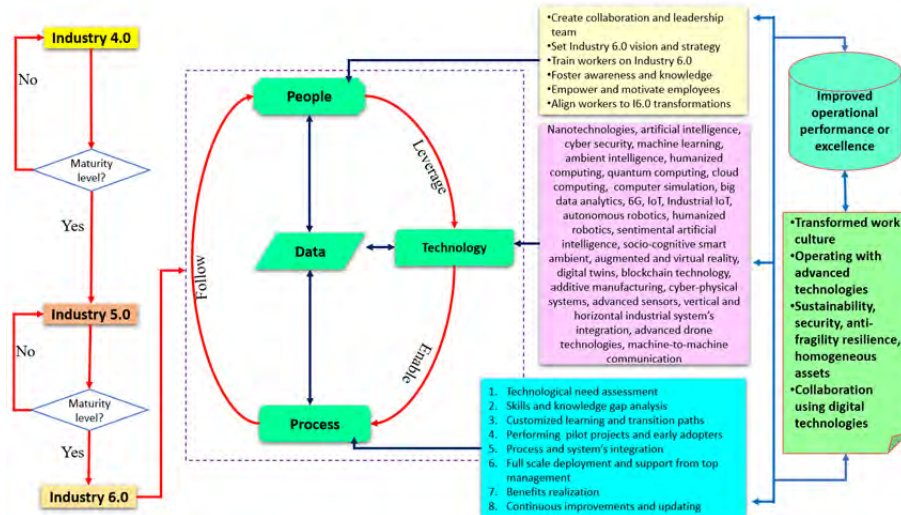 Industry 4.0
No
Maturity
level?
Yes
Industry 5.0
No
Maturity
level?
Yes
Industry 6.0
People
Leverage
Data
Technology
Follow
Enable
Process
•Create collaboration and leadership
team
•Set Industry 6.0 vision and strategy
•Train workers on Industry 6.0
•Foster awareness and knowledge
•Empower and motivate employees
•Align workers to I6.0 transformations
Nanotechnologies, artificial intelligence,
cyber security, machine learning,
ambient intelligence, humanized
computing, quantum computing, cloud
computing, computer simulation, big
data analytics, 6G, IoT, Industrial IoT,
autonomous robotics, humanized
robotics, sentimental artificial
intelligence, socio-cognitive smart
ambient, augmented and virtual reality,
digital twins, blockchain technology,
additive manufacturing, cyber-physical
systems, advanced sensors, vertical and
horizontal industrial system's
integration, advanced drone
technologies, machine-to-machine
communication
1. Technological need assessment
2. Skills and knowledge gap analysis
3. Customized learning and transition paths
4. Performing pilot projects and early adopters
5. Process and system's integration
6. Full scale deployment and support from top
management
7. Benefits realization
8. Continuous improvements and updating
Improved
operational
performance or
excellence
•Transformed work
culture
•Operating with
advanced
technologies
•Sustainability,
security, anti-
fragility resilience,
homogeneous
assets
•Collaboration
using digital
technologies